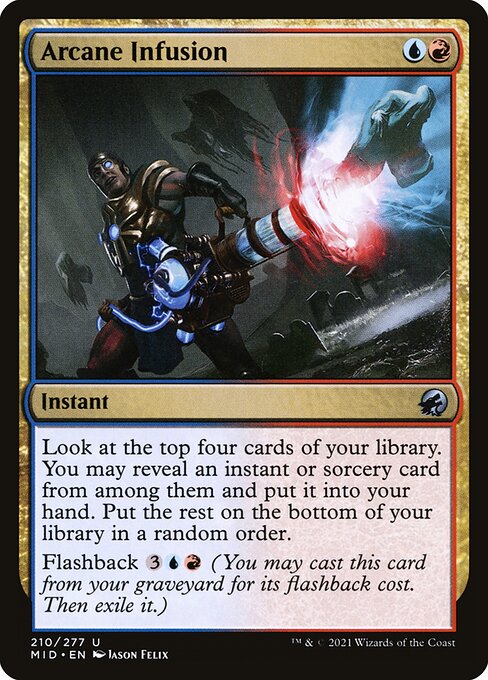 Arcane Infusion
Instant
Look at the top four cards of your library.
You may reveal an instant or sorcery card
from among them and put it into your
hand. Put the rest on the bottom of your
library in a random order.
Flashback 3 (You may cast this card
from your graveyard for its flashback cost.
Then exile it.)
210/277 U
MID • EN Jason Felix
™ & © 2021 Wizards of the Coast